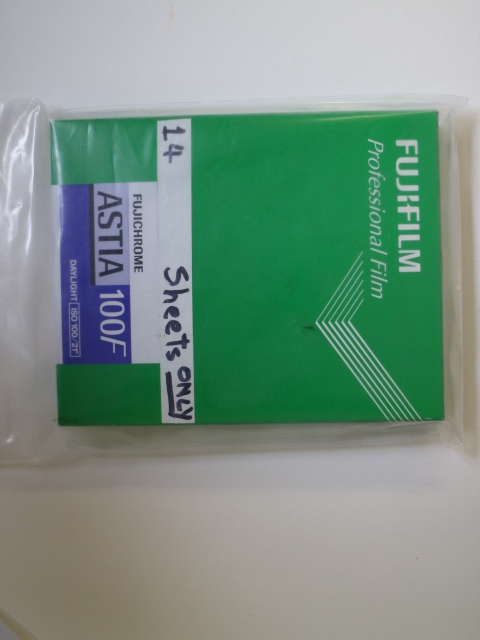 FUJIFILM
Professional Film
14 Sheets ONLY
FUJICHROME
ASTIA 100F
DAYLIGHT ISO 100/21°